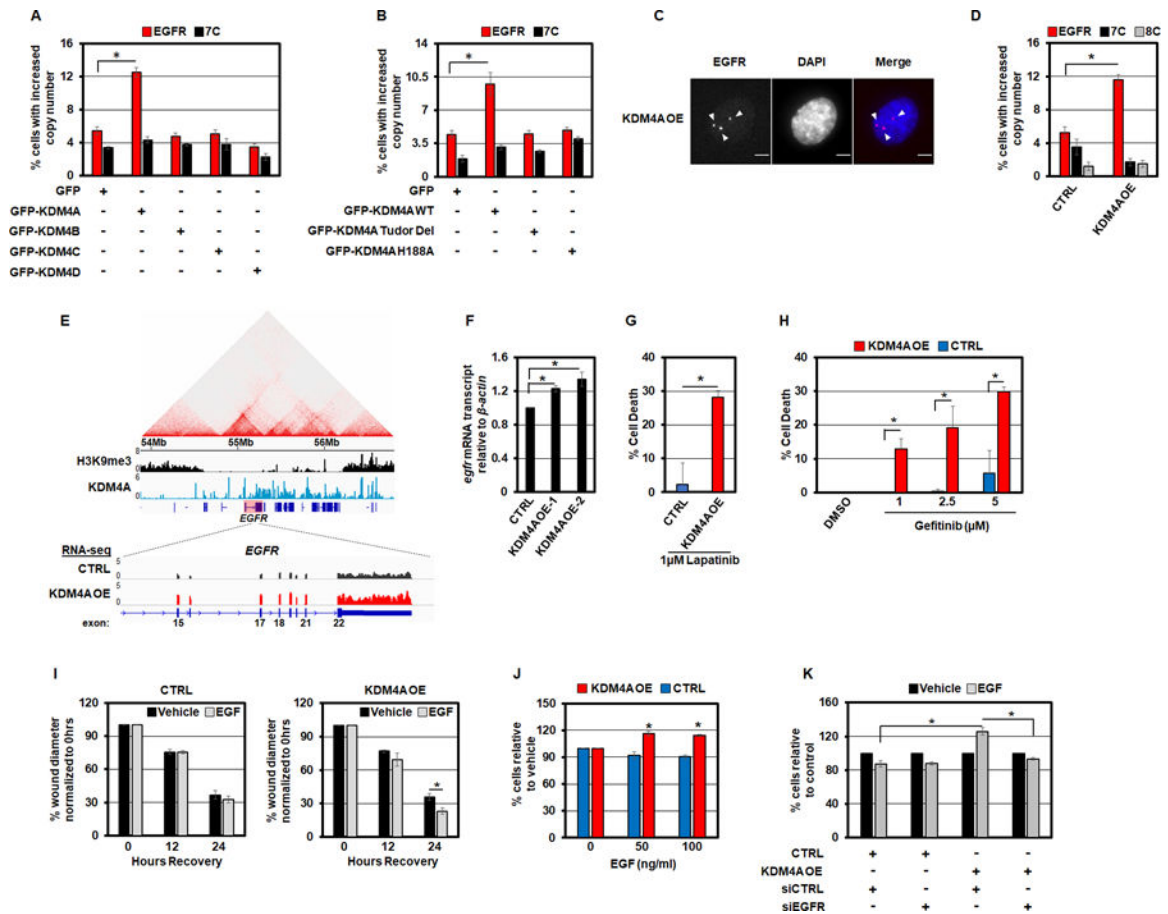 A
EGFR 7C
% cells with increased
copy number
16
12
8
4
0
*
GFP + - - - -
GFP-KDM4A - + - - -
GFP-KDM4B - - + - -
GFP-KDM4C - - - + -
GFP-KDM4D - - - - +
B
EGFR 7C
% cells with increased
copy number
14
10.5
7
3.5
0
*
GFP + - - -
GFP-KDM4AWT - + - -
GFP-KDM4A Tudor Del - - + -
GFP-KDM4AH188A - - - +
C
EGFR DAPI Merge
KDM4AOE
D
EGFR 7C 8C
% cells with increased
copy number
16
12
8
4
0
*
CTRL KDM4AOE
E
54Mb 55Mb 56Mb
H3K9me3
8
0
KDM4A
8
0
EGFR
RNA-seq EGFR
CTRL
5
0
KDM4AOE
5
0
exon: 15 17 18 21 22
F
egfr mRNA transcript
relative to β-actin
1.6
1.2
0.8
0.4
0
* *
CTRL KDM4AOE-1 KDM4AOE-2
G
% Cell Death
40
30
20
10
0
*
CTRL KDM4AOE
1µM Lapatinib
H
KDM4AOE CTRL
% Cell Death
40
30
20
10
0
* * *
DMSO 1 2.5 5
Gefitinib (µM)
I
CTRL
Vehicle EGF
% wound diameter
normalized to 0hrs
120
90
60
30
0
0 12 24
Hours Recovery
KDM4AOE
Vehicle EGF
% wound diameter
normalized to 0hrs
120
90
60
30
0
*
0 12 24
Hours Recovery
J
KDM4AOE CTRL
% cells relative
to vehicle
150
120
90
60
30
0
* *
0 50 100
EGF (ng/ml)
K
Vehicle EGF
% cells relative
to control
160
120
80
40
0
* *
CTRL + + - -
KDM4AOE - - + +
siCTRL + - + -
siEGFR - + - +